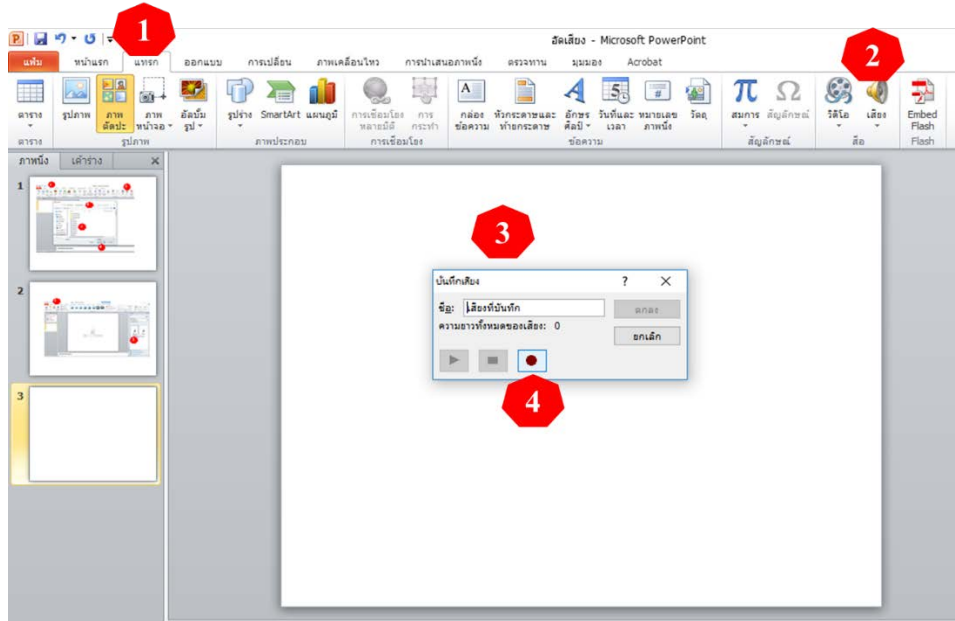 1
2
อัดเสียง - Microsoft PowerPoint
แฟ้ม หน้าแรก แทรก ออกแบบ การเปลี่ยน ภาพเคลื่อนไหว การนำเสนอภาพนิ่ง ตรวจทาน มุมมอง Acrobat
ตาราง รูปภาพ ภาพตัดปะ ภาพหน้าจอ อัลบั้มรูป รูปร่าง SmartArt แผนภูมิ การเชื่อมโยงหลายมิติ การกระทำ กล่องข้อความ หัวกระดาษและท้ายกระดาษ อักษรศิลป์ วันที่และเวลา หมายเลขภาพนิ่ง วัตถุ สมการ สัญลักษณ์ วิดีโอ เสียง Embed Flash
ตาราง รูปภาพ ภาพประกอบ การเชื่อมโยง ข้อความ สัญลักษณ์ สื่อ Flash
ภาพนิ่ง เค้าร่าง
1
2
3
3
บันทึกเสียง
ชื่อ: เสียงที่บันทึก ตกลง
ความยาวทั้งหมดของเสียง: 0
ยกเลิก
4